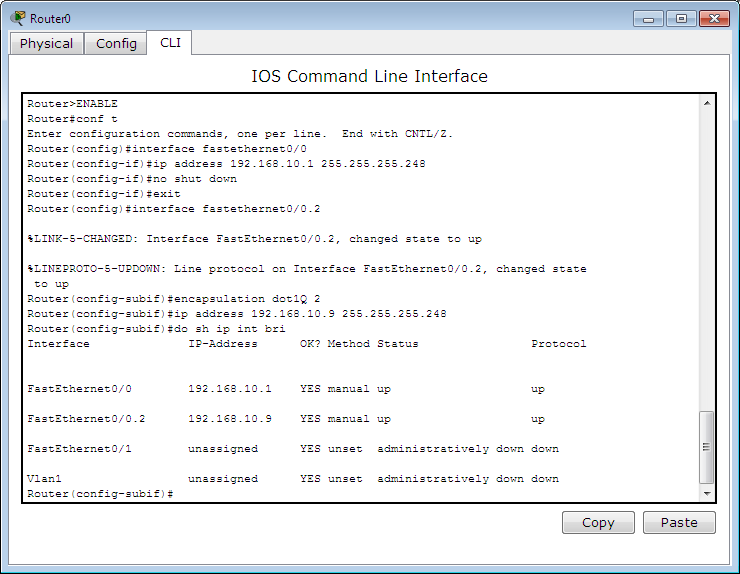 Router0
Physical Config CLI
IOS Command Line Interface
Router>ENABLE
Router#conf t
Enter configuration commands, one per line.  End with CNTL/Z.
Router(config)#interface fastethernet0/0
Router(config-if)#ip address 192.168.10.1 255.255.255.248
Router(config-if)#no shut down
Router(config-if)#exit
Router(config)#interface fastethernet0/0.2
%LINK-5-CHANGED: Interface FastEthernet0/0.2, changed state to up
%LINEPROTO-5-UPDOWN: Line protocol on Interface FastEthernet0/0.2, changed state
 to up
Router(config-subif)#encapsulation dot1Q 2
Router(config-subif)#ip address 192.168.10.9 255.255.255.248
Router(config-subif)#do sh ip int bri
Interface              IP-Address      OK? Method Status                Protocol
FastEthernet0/0        192.168.10.1    YES manual up                    up
FastEthernet0/0.2      192.168.10.9    YES manual up                    up
FastEthernet0/1        unassigned      YES unset  administratively down down
Vlan1                  unassigned      YES unset  administratively down down
Router(config-subif)#
Copy Paste